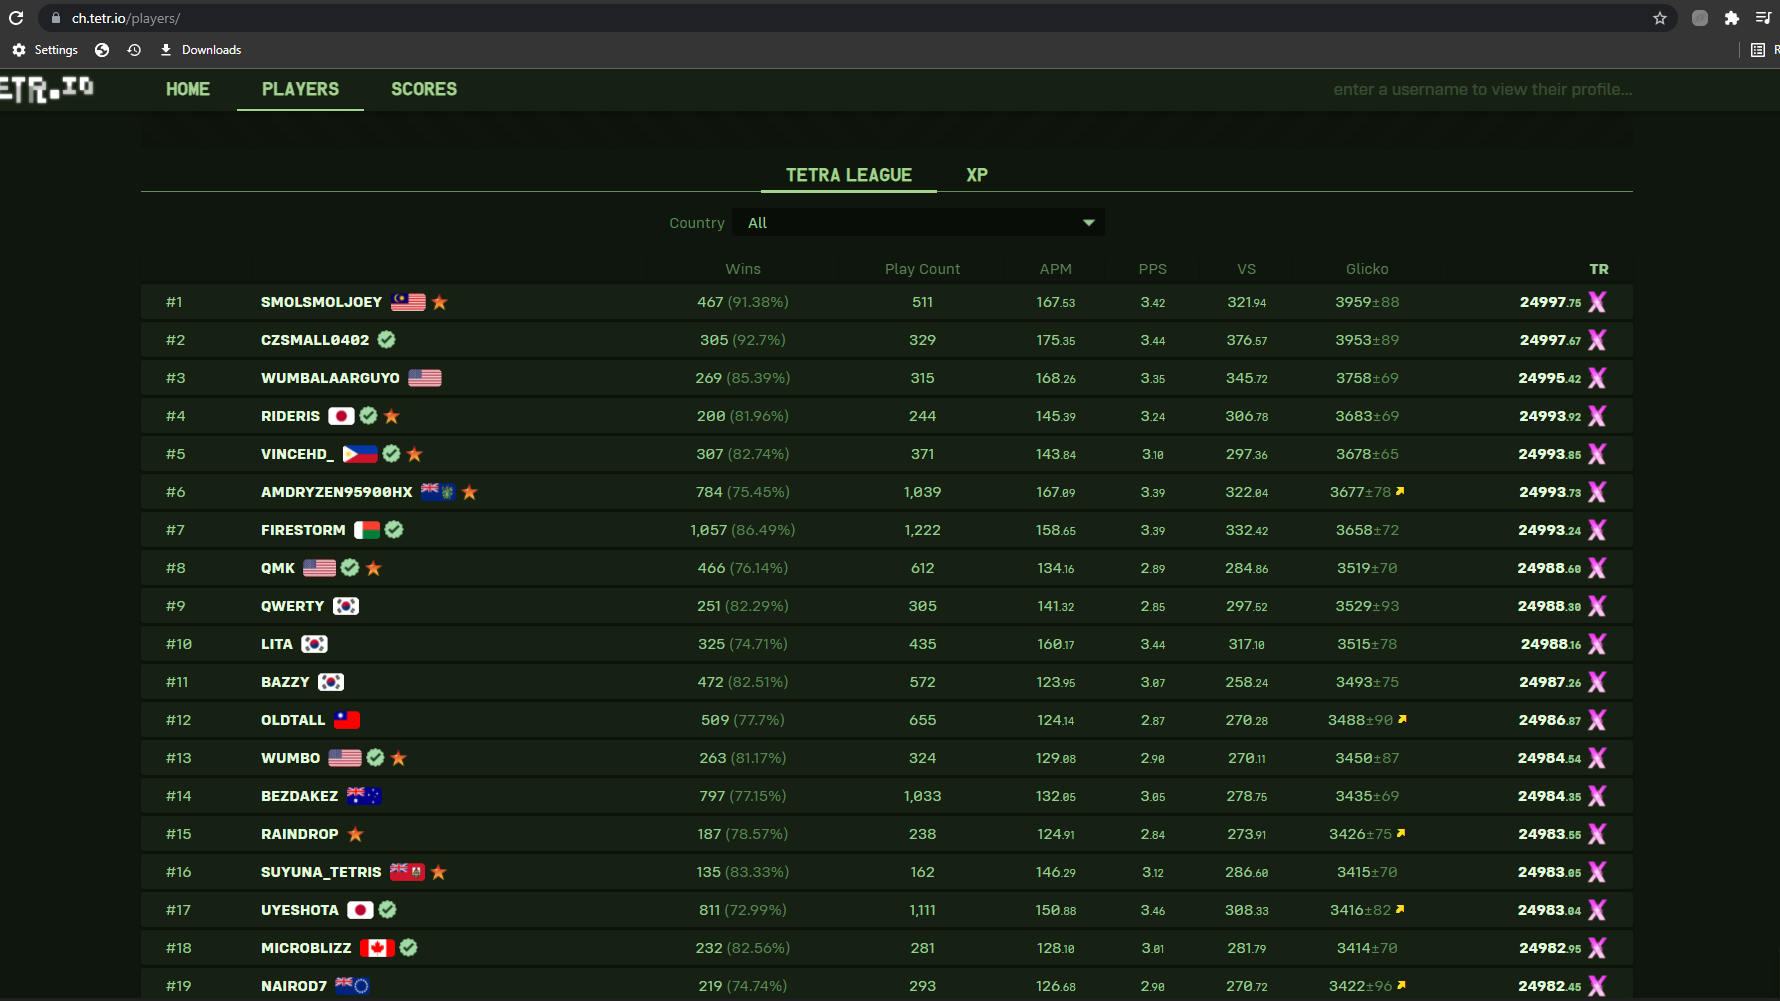 ch.tetr.io/players/
Settings Downloads
ETR.IO HOME PLAYERS SCORES enter a username to view their profile...
TETRA LEAGUE XP
Country All
Wins Play Count APM PPS VS Glicko TR
#1 SMOLSMOLJOEY 467 (91.38%) 511 167.53 3.42 321.94 3959±88 24997.75 X
#2 CZSMALL0402 305 (92.7%) 329 175.35 3.44 376.57 3953±89 24997.67 X
#3 WUMBALAARGUYO 269 (85.39%) 315 168.26 3.35 345.72 3758±69 24995.42 X
#4 RIDERIS 200 (81.96%) 244 145.39 3.24 306.78 3683±69 24993.92 X
#5 VINCEHD_ 307 (82.74%) 371 143.84 3.10 297.36 3678±65 24993.85 X
#6 AMDRYZEN95900HX 784 (75.45%) 1,039 167.09 3.39 322.04 3677±78 24993.73 X
#7 FIRESTORM 1,057 (86.49%) 1,222 158.65 3.39 332.42 3658±72 24993.24 X
#8 QMK 466 (76.14%) 612 134.16 2.89 284.86 3519±70 24988.60 X
#9 QWERTY 251 (82.29%) 305 141.32 2.85 297.52 3529±93 24988.30 X
#10 LITA 325 (74.71%) 435 160.17 3.44 317.10 3515±78 24988.16 X
#11 BAZZY 472 (82.51%) 572 123.95 3.07 258.24 3493±75 24987.26 X
#12 OLDTALL 509 (77.7%) 655 124.14 2.87 270.28 3488±90 24986.87 X
#13 WUMBO 263 (81.17%) 324 129.08 2.90 270.11 3450±87 24984.54 X
#14 BEZDAKEZ 797 (77.15%) 1,033 132.05 3.05 278.75 3435±69 24984.35 X
#15 RAINDROP 187 (78.57%) 238 124.91 2.84 273.91 3426±75 24983.55 X
#16 SUYUNA_TETRIS 135 (83.33%) 162 146.29 3.12 286.60 3415±70 24983.05 X
#17 UYESHOTA 811 (72.99%) 1,111 150.88 3.46 308.33 3416±82 24983.04 X
#18 MICROBLIZZ 232 (82.56%) 281 128.10 3.01 281.79 3414±70 24982.95 X
#19 NAIROD7 219 (74.74%) 293 126.68 2.90 270.72 3422±96 24982.45 X